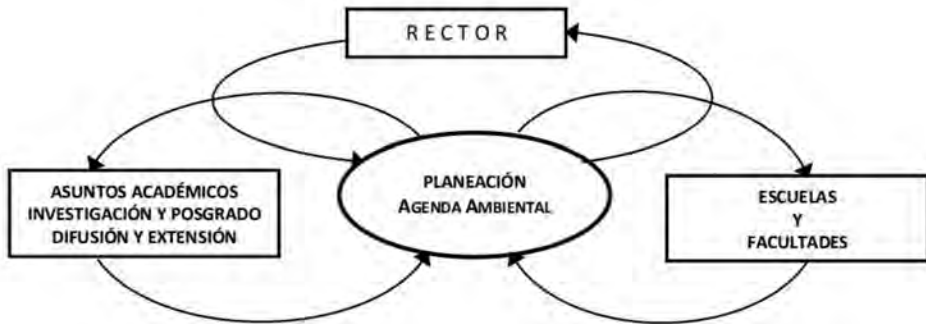 RECTOR
PLANEACIÓN
AGENDA AMBIENTAL
ASUNTOS ACADÉMICOS
INVESTIGACIÓN Y POSGRADO
DIFUSIÓN Y EXTENSIÓN
ESCUELAS
Y
FACULTADES